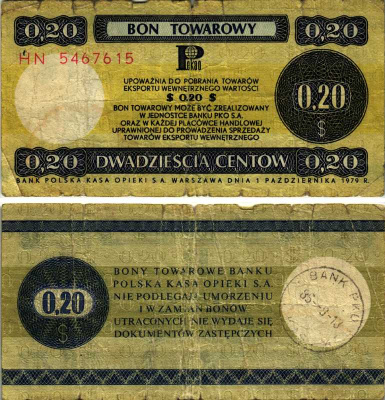 0,20 BON TOWAROWY 0,20
HN 5467615
Pekao
UPOWAŻNIA DO POBRANIA TOWARÓW
EKSPORTU WEWNĘTRZNEGO WARTOŚCI
$ 0.20 $
BON TOWAROWY MOŻE BYĆ ZREALIZOWANY
W JEDNOSTCE BANKU PKO S.A.
ORAZ W KAŻDEJ PLACÓWCE HANDLOWEJ
UPRAWNIONEJ DO PROWADZENIA SPRZEDAŻY
TOWARÓW EKSPORTU WEWNĘTRZNEGO
0,20
$
0,20 DWADZIEŚCIA CENTÓW 0,20
BANK POLSKA KASA OPIEKI S.A. WARSZAWA DNIA 1 PAŹDZIERNIKA 1979 R.
0,20
$
BONY TOWAROWE BANKU
POLSKA KASA OPIEKI S.A.
NIE PODLEGAJĄ UMORZENIU
I W ZAMIAN BONÓW
UTRACONYCH NIE WYDAJE SIĘ
DOKUMENTÓW ZASTĘPCZYCH
BANK